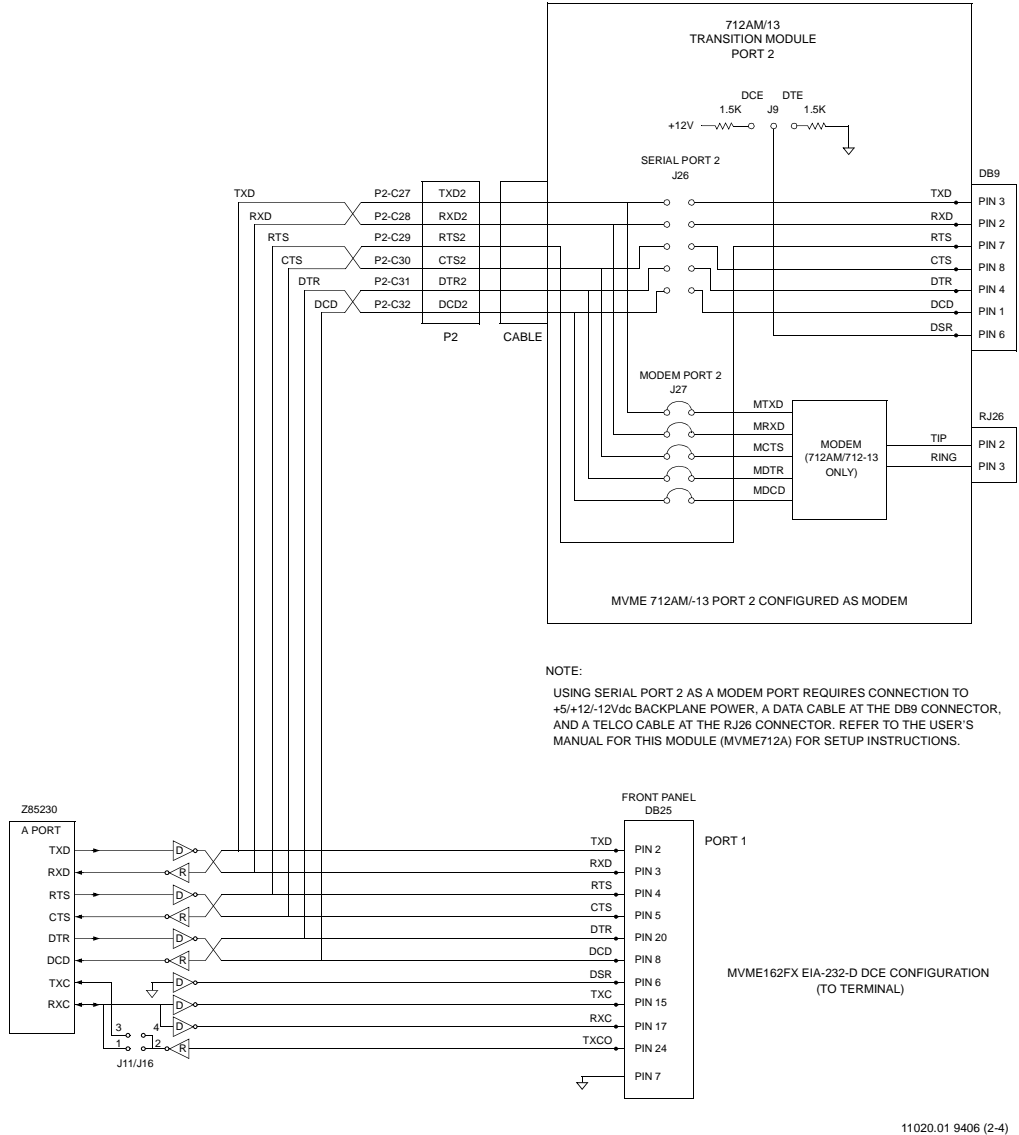 712AM/13
TRANSITION MODULE
PORT 2
DCE DTE
1.5K J9 1.5K
+12V
SERIAL PORT 2
J26
DB9
TXD P2-C27 TXD2 TXD PIN 3
RXD P2-C28 RXD2 RXD PIN 2
RTS P2-C29 RTS2 RTS PIN 7
CTS P2-C30 CTS2 CTS PIN 8
DTR P2-C31 DTR2 DTR PIN 4
DCD P2-C32 DCD2 DCD PIN 1
DSR PIN 6
P2 CABLE
MODEM PORT 2
J27
MTXD
MRXD
MCTS
MDTR
MDCD
MODEM
(712AM/712-13
ONLY)
RJ26
TIP PIN 2
RING PIN 3
MVME 712AM/-13 PORT 2 CONFIGURED AS MODEM
NOTE:
USING SERIAL PORT 2 AS A MODEM PORT REQUIRES CONNECTION TO
+5/+12/-12Vdc BACKPLANE POWER, A DATA CABLE AT THE DB9 CONNECTOR,
AND A TELCO CABLE AT THE RJ26 CONNECTOR. REFER TO THE USER'S
MANUAL FOR THIS MODULE (MVME712A) FOR SETUP INSTRUCTIONS.
Z85230
A PORT
FRONT PANEL
DB25
PORT 1
TXD D TXD PIN 2
RXD R RXD PIN 3
RTS D RTS PIN 4
CTS R CTS PIN 5
DTR D DTR PIN 20
DCD R DCD PIN 8
TXC D DSR PIN 6
RXC D TXC PIN 15
3 4 D RXC PIN 17
1 2 R TXCO PIN 24
J11/J16
PIN 7
MVME162FX EIA-232-D DCE CONFIGURATION
(TO TERMINAL)
11020.01 9406 (2-4)